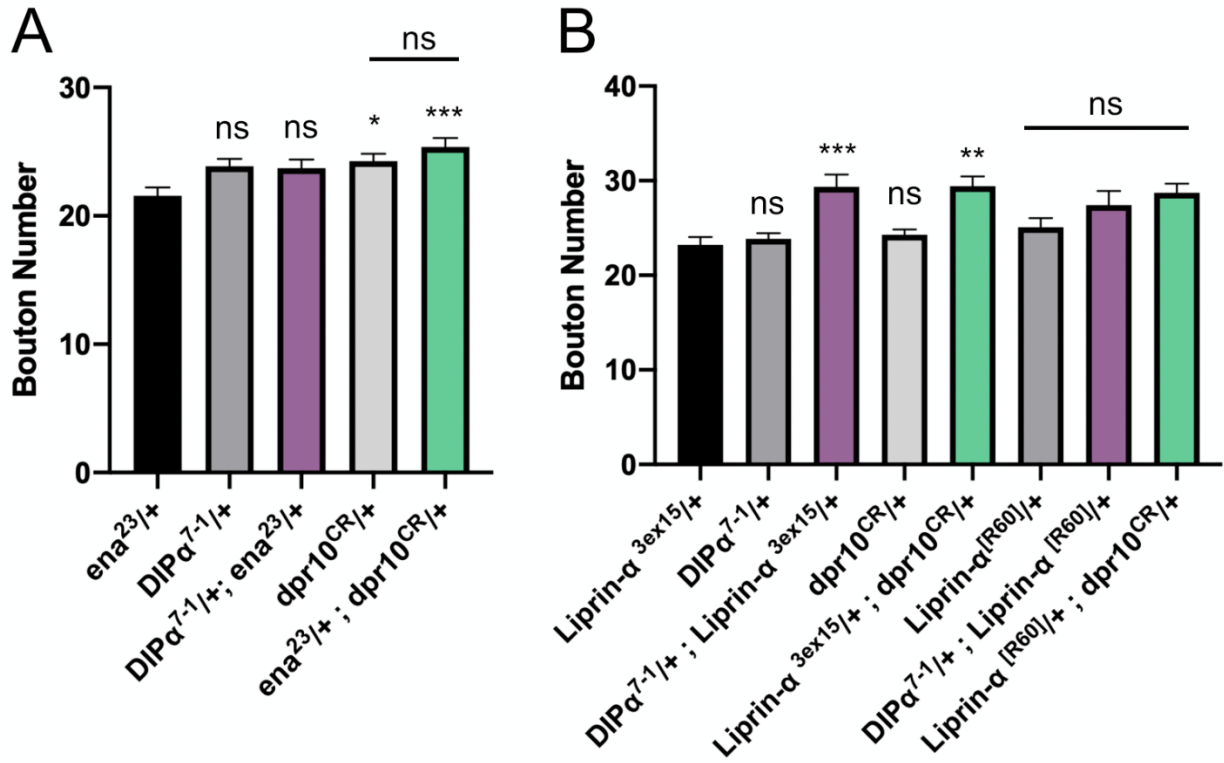 A
ns
30
20
10
0
Bouton Number
ns
ns
*
***
ena²³/+
DIPα⁷⁻¹/+
DIPα⁷⁻¹/+; ena²³/+
dpr10ᶜᴿ/+
ena²³/+ ; dpr10ᶜᴿ/+
B
40
30
20
10
0
Bouton Number
ns
***
ns
**
ns
Liprin-α ³ᵉˣ¹⁵/+
DIPα⁷⁻¹/+
DIPα⁷⁻¹/+ ; Liprin-α ³ᵉˣ¹⁵/+
dpr10ᶜᴿ/+
Liprin-α ³ᵉˣ¹⁵/+ ; dpr10ᶜᴿ/+
Liprin-α[R60]/+
DIPα⁷⁻¹/+ ; Liprin-α [R60]/+
Liprin-α [R60]/+ ; dpr10ᶜᴿ/+